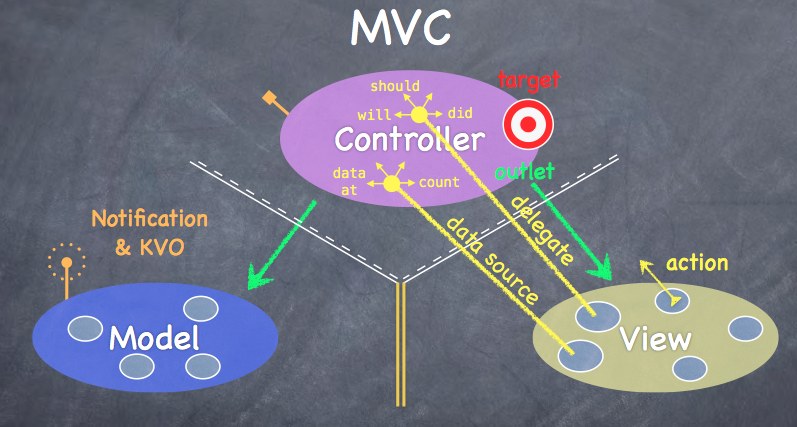 MVC
target
should
will
did
Controller
outlet
data
at
count
delegate
data source
Notification
& KVO
action
Model
View